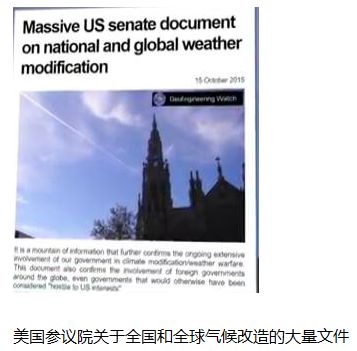 Massive US senate document
on national and global weather
modification
15 October 2015
GeoEngineering Watch
It is a mountain of information that further confirms the ongoing extensive
involvement of our government in climate modification/weather warfare.
This document also confirms the involvement of foreign governments
around the globe, even governments that would otherwise have been
considered "hostile to US interests"
美国参议院关于全国和全球气候改造的大量文件